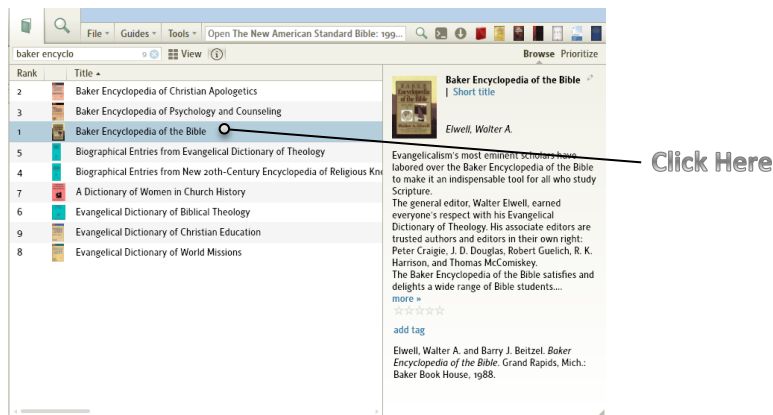 File Guides Tools Open The New American Standard Bible: 199...
baker encyclo 9 View Browse Prioritize
Rank Title
2 Baker Encyclopedia of Christian Apologetics
3 Baker Encyclopedia of Psychology and Counseling
1 Baker Encyclopedia of the Bible
5 Biographical Entries from Evangelical Dictionary of Theology
4 Biographical Entries from New 20th-Century Encyclopedia of Religious Kno
7 A Dictionary of Women in Church History
6 Evangelical Dictionary of Biblical Theology
9 Evangelical Dictionary of Christian Education
8 Evangelical Dictionary of World Missions
Baker Encyclopedia of the Bible
| Short title
Elwell, Walter A.
Evangelicalism's most eminent scholars have
labored over the Baker Encyclopedia of the Bible
to make it an indispensable tool for all who study
Scripture.
The general editor, Walter Elwell, earned
everyone's respect with his Evangelical
Dictionary of Theology. His associate editors are
trusted authors and editors in their own right:
Peter Craigie, J. D. Douglas, Robert Guelich, R. K.
Harrison, and Thomas McComiskey.
The Baker Encyclopedia of the Bible satisfies and
delights a wide range of Bible students....
more »
add tag
Elwell, Walter A. and Barry J. Beitzel. Baker
Encyclopedia of the Bible. Grand Rapids, Mich.:
Baker Book House, 1988.
Click Here